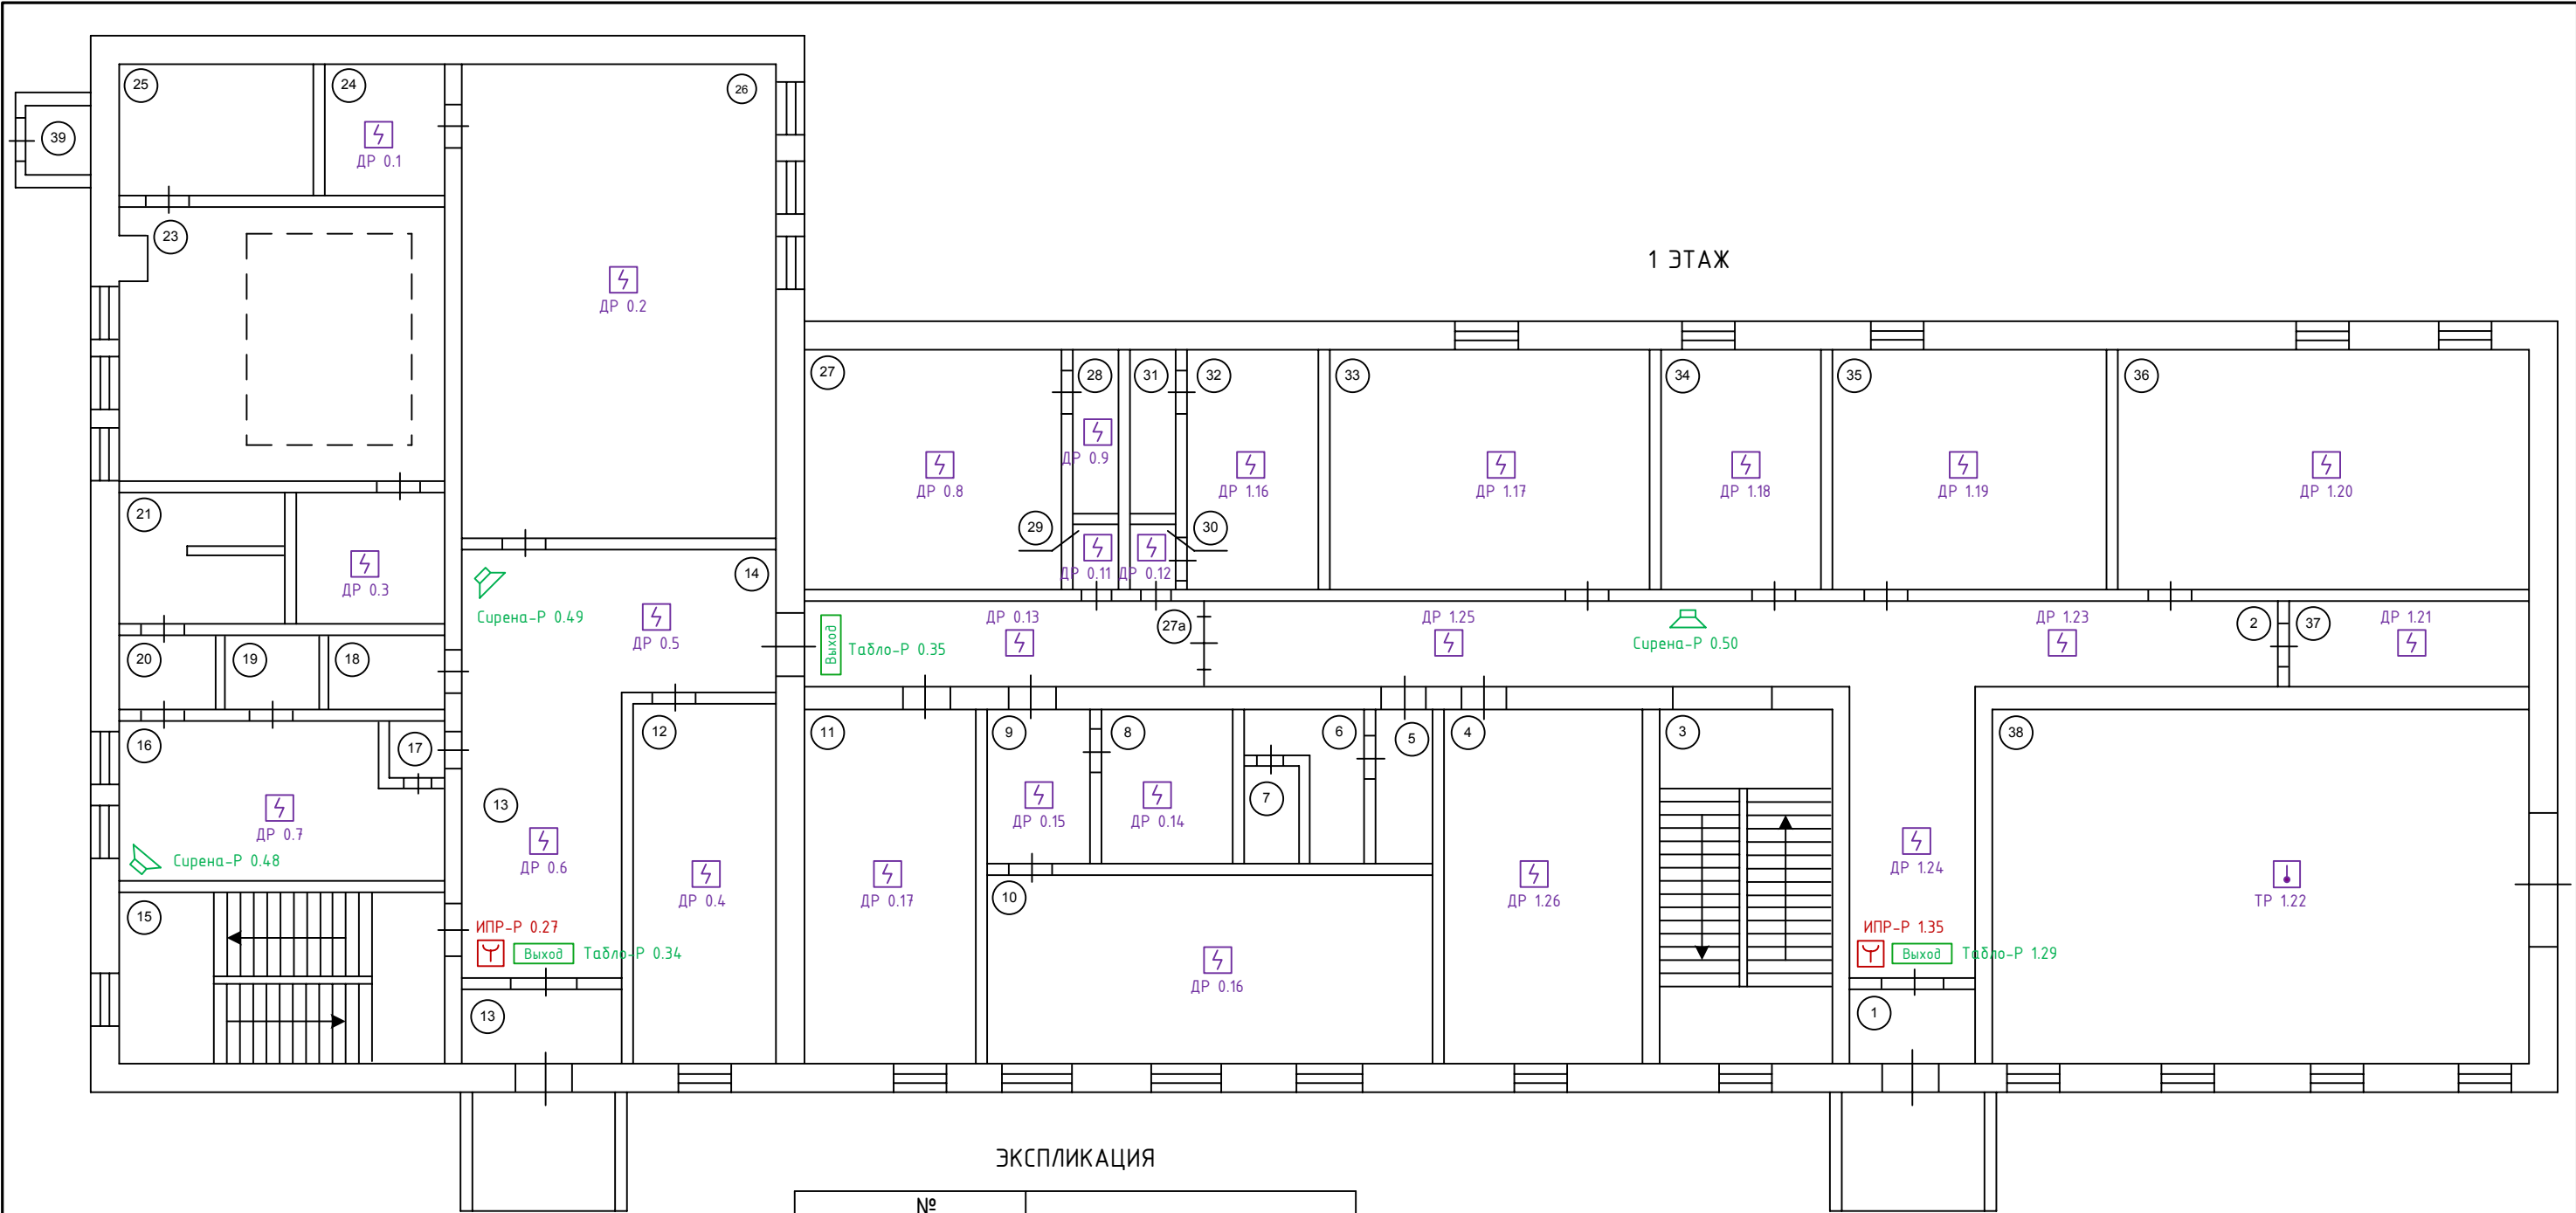 25
24
26
39
ДР 0.1
23
ДР 0.2
1 ЭТАЖ
27
28
31
32
33
34
35
36
ДР 0.9
ДР 0.8
ДР 1.16
ДР 1.17
ДР 1.18
ДР 1.19
ДР 1.20
21
29
30
ДР 0.3
ДР 0.11
ДР 0.12
14
Сирена-Р 0.49
ДР 0.5
Выход
Табло-Р 0.35
ДР 0.13
27а
ДР 1.25
Сирена-Р 0.50
ДР 1.23
2
37
ДР 1.21
20
19
18
16
17
12
11
9
8
6
5
4
3
38
13
7
ДР 0.7
ДР 0.15
ДР 0.14
Сирена-Р 0.48
ДР 0.6
ДР 0.4
ДР 0.17
10
ДР 1.26
ДР 1.24
ТР 1.22
15
ИПР-Р 0.27
Выход
Табло-Р 0.34
ИПР-Р 1.35
Выход
Табло-Р 1.29
ДР 0.16
13
1
ЭКСПЛИКАЦИЯ
№